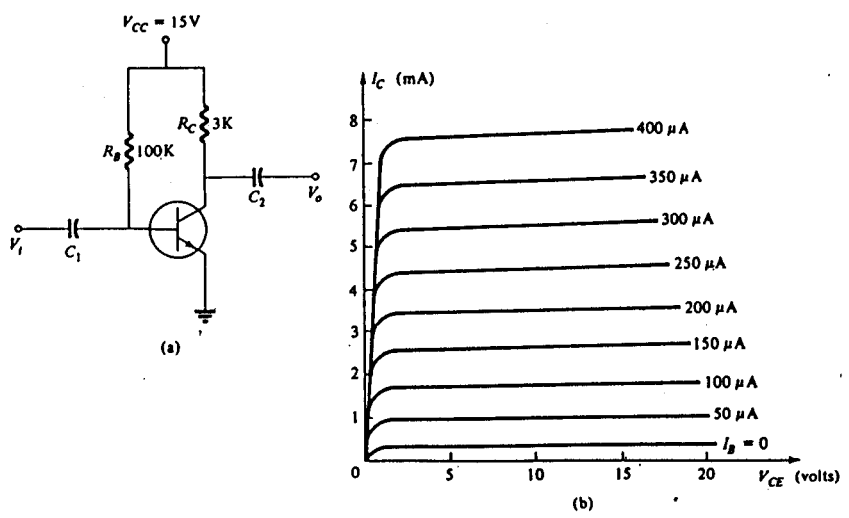 V_CC = 15V
R_C 3K
R_B 100K
C_2
V_o
V_i
C_1
(a)
I_C (mA)
8
7
6
5
4
3
2
1
400 μA
350 μA
300 μA
250 μA
200 μA
150 μA
100 μA
50 μA
I_B = 0
0
5
10
15
20
V_CE (volts)
(b)